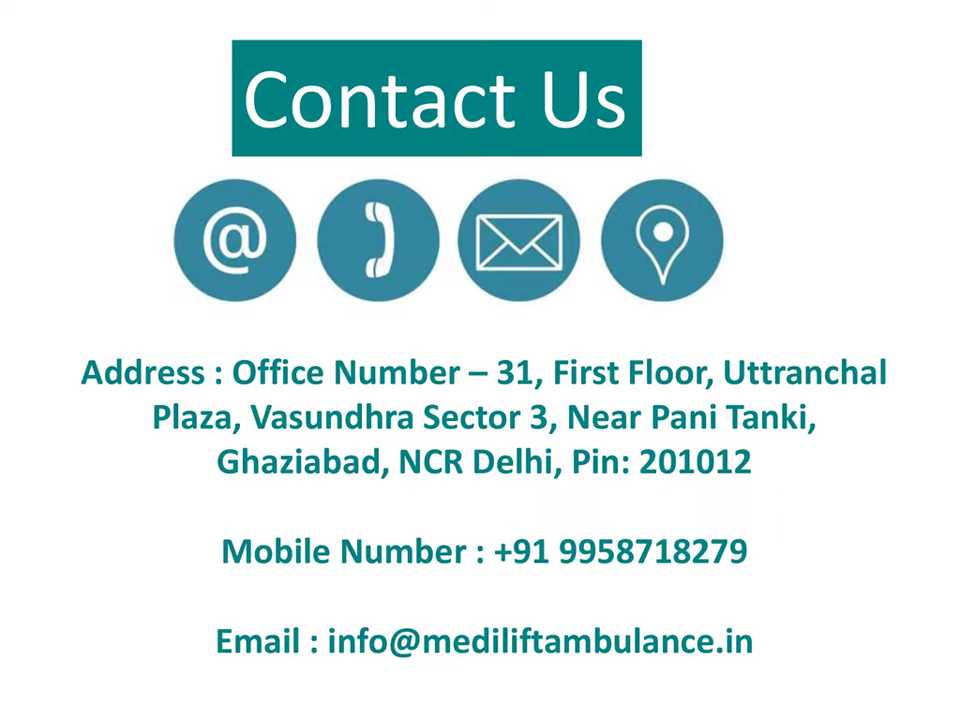 Contact Us
@
Address : Office Number – 31, First Floor, Uttranchal
Plaza, Vasundhra Sector 3, Near Pani Tanki,
Ghaziabad, NCR Delhi, Pin: 201012
Mobile Number : +91 9958718279
Email : info@mediliftambulance.in